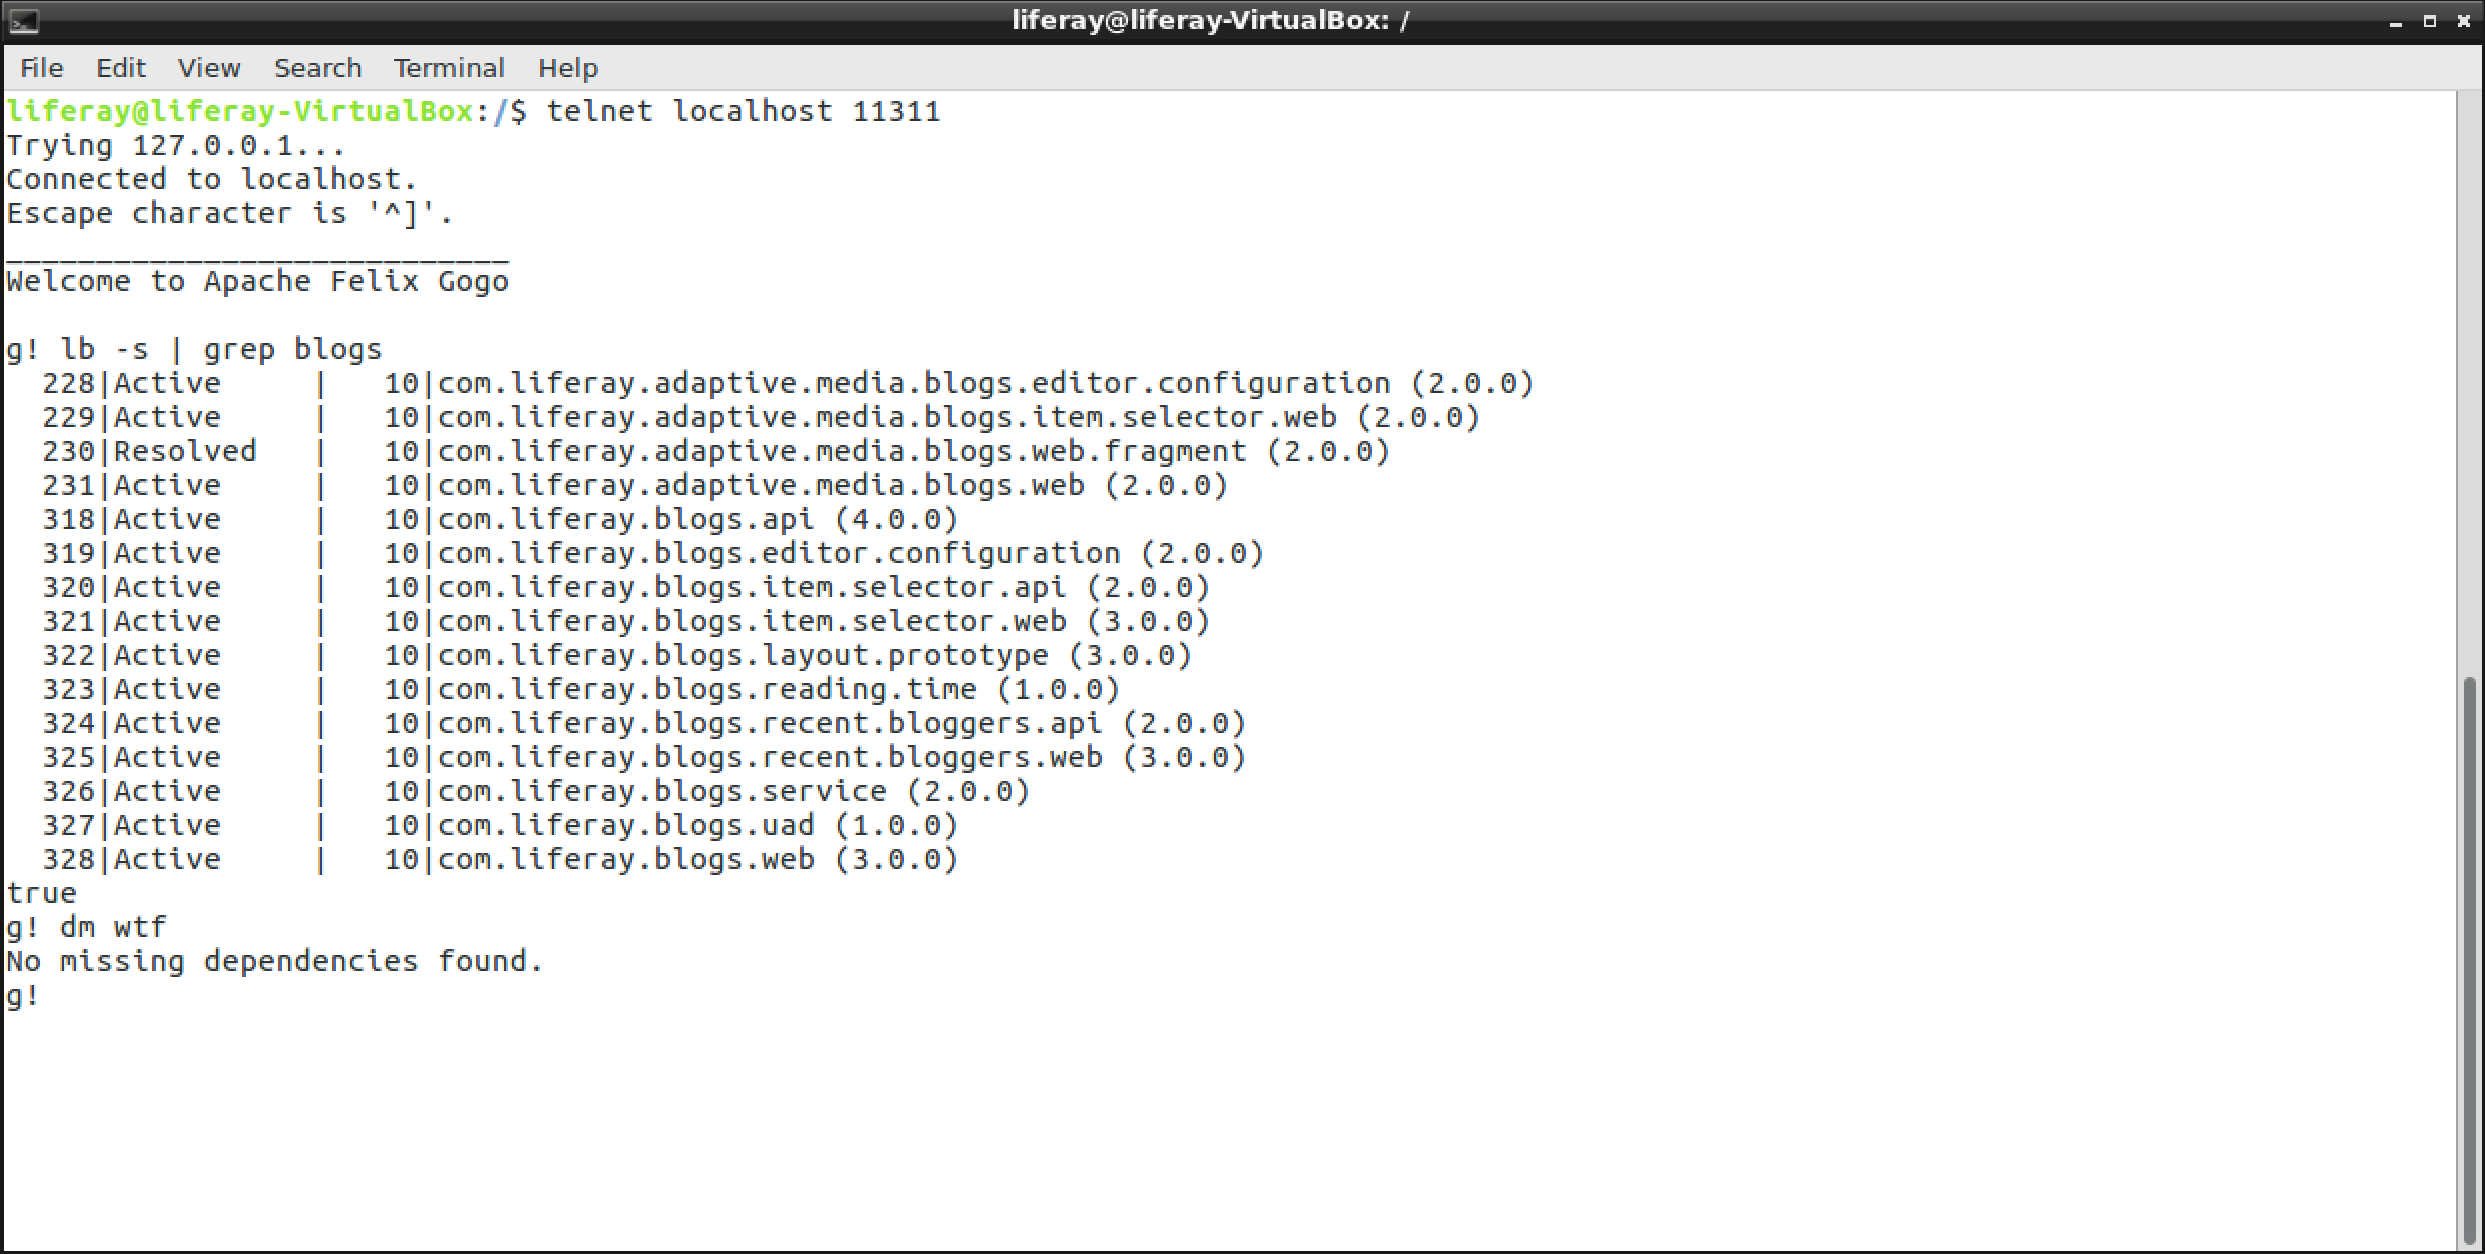 liferay@liferay-VirtualBox: /
File Edit View Search Terminal Help
liferay@liferay-VirtualBox:/$ telnet localhost 11311
Trying 127.0.0.1...
Connected to localhost.
Escape character is '^]'.
____________________________
Welcome to Apache Felix Gogo
g! lb -s | grep blogs
  228|Active     |   10|com.liferay.adaptive.media.blogs.editor.configuration (2.0.0)
  229|Active     |   10|com.liferay.adaptive.media.blogs.item.selector.web (2.0.0)
  230|Resolved   |   10|com.liferay.adaptive.media.blogs.web.fragment (2.0.0)
  231|Active     |   10|com.liferay.adaptive.media.blogs.web (2.0.0)
  318|Active     |   10|com.liferay.blogs.api (4.0.0)
  319|Active     |   10|com.liferay.blogs.editor.configuration (2.0.0)
  320|Active     |   10|com.liferay.blogs.item.selector.api (2.0.0)
  321|Active     |   10|com.liferay.blogs.item.selector.web (3.0.0)
  322|Active     |   10|com.liferay.blogs.layout.prototype (3.0.0)
  323|Active     |   10|com.liferay.blogs.reading.time (1.0.0)
  324|Active     |   10|com.liferay.blogs.recent.bloggers.api (2.0.0)
  325|Active     |   10|com.liferay.blogs.recent.bloggers.web (3.0.0)
  326|Active     |   10|com.liferay.blogs.service (2.0.0)
  327|Active     |   10|com.liferay.blogs.uad (1.0.0)
  328|Active     |   10|com.liferay.blogs.web (3.0.0)
true
g! dm wtf
No missing dependencies found.
g!